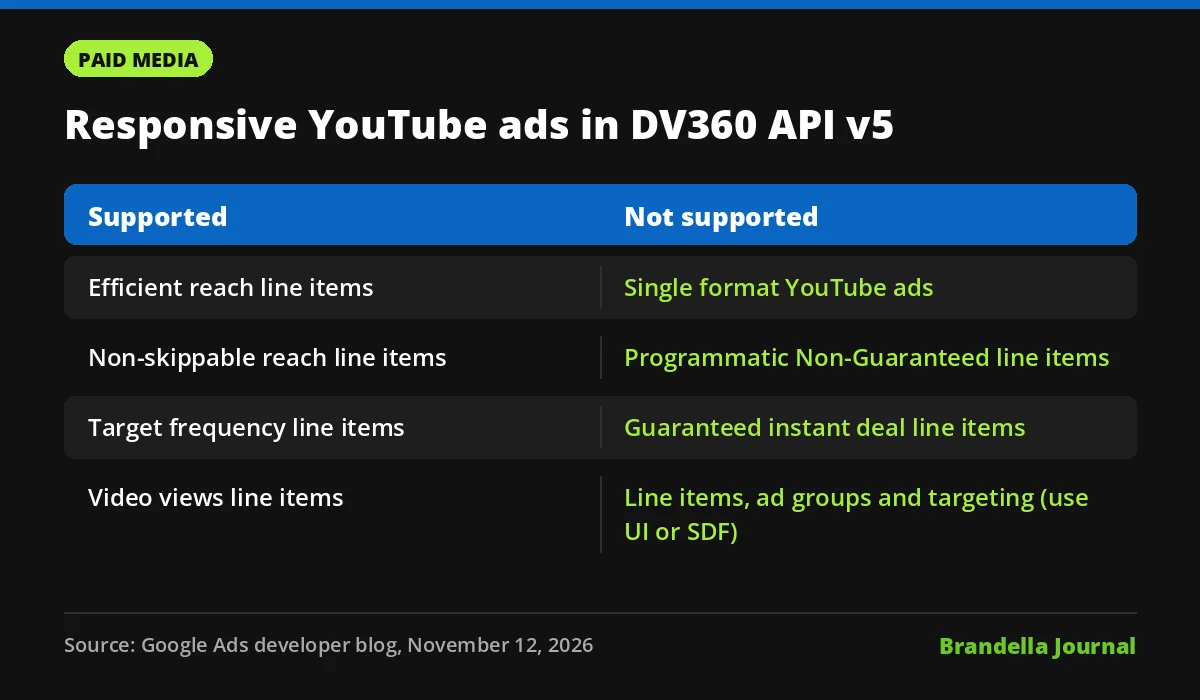 PAID MEDIA
Responsive YouTube ads in DV360 API v5
Supported
Not supported
Efficient reach line items
Single format YouTube ads
Non-skippable reach line items
Programmatic Non-Guaranteed line items
Target frequency line items
Guaranteed instant deal line items
Video views line items
Line items, ad groups and targeting (use
UI or SDF)
Source: Google Ads developer blog, November 12, 2026
Brandella Journal